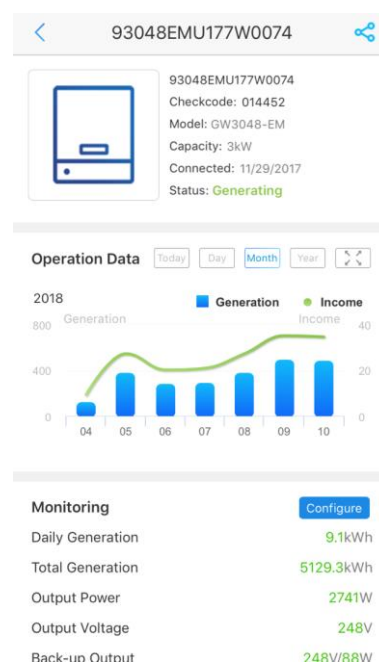 93048EMU177W0074
93048EMU177W0074
Checkcode: 014452
Model: GW3048-EM
Capacity: 3kW
Connected: 11/29/2017
Status: Generating
Operation Data Today Day Month Year
2018 Generation Income
Generation Income
800 40
400 20
0 0
04 05 06 07 08 09 10
Monitoring Configure
Daily Generation 9.1kWh
Total Generation 5129.3kWh
Output Power 2741W
Output Voltage 248V
Back-up Output 248V/88W